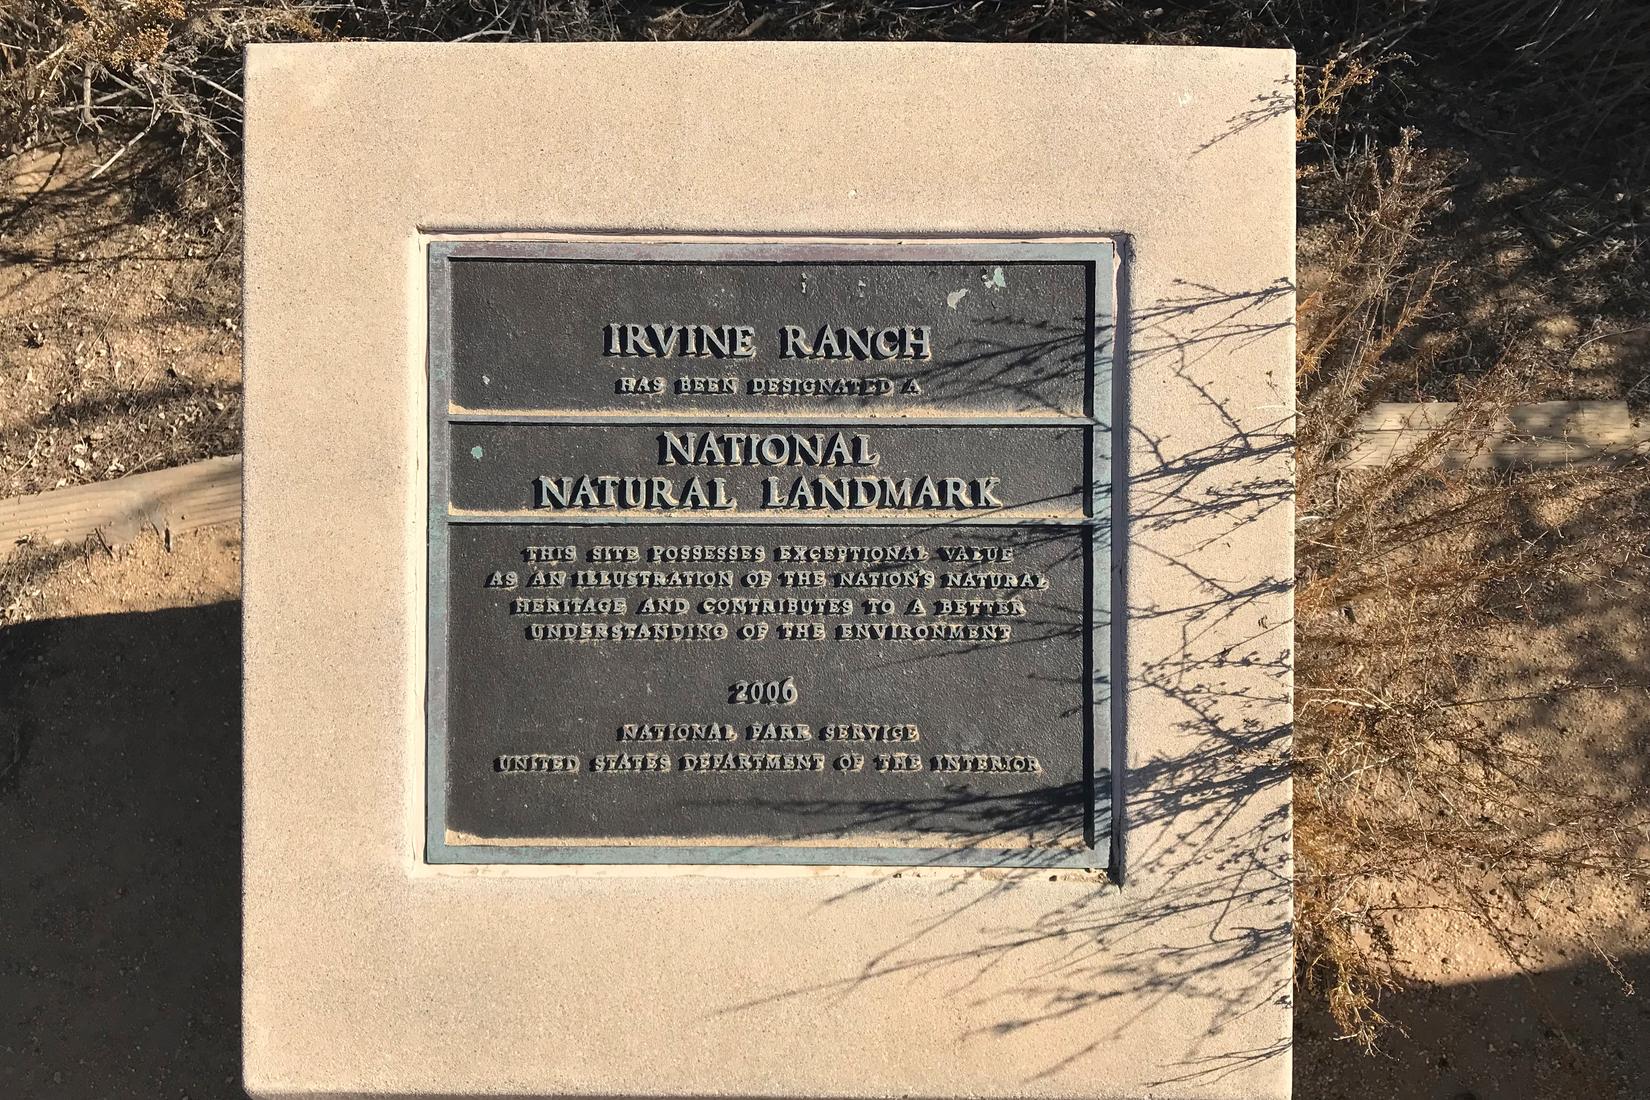 IRVINE RANCH
HAS BEEN DESIGNATED A
NATIONAL
NATURAL LANDMARK
THIS SITE POSSESSES EXCEPTIONAL VALUE
AS AN ILLUSTRATION OF THE NATION'S NATURAL
HERITAGE AND CONTRIBUTES TO A BETTER
UNDERSTANDING OF THE ENVIRONMENT
2006
NATIONAL PARK SERVICE
UNITED STATES DEPARTMENT OF THE INTERIOR